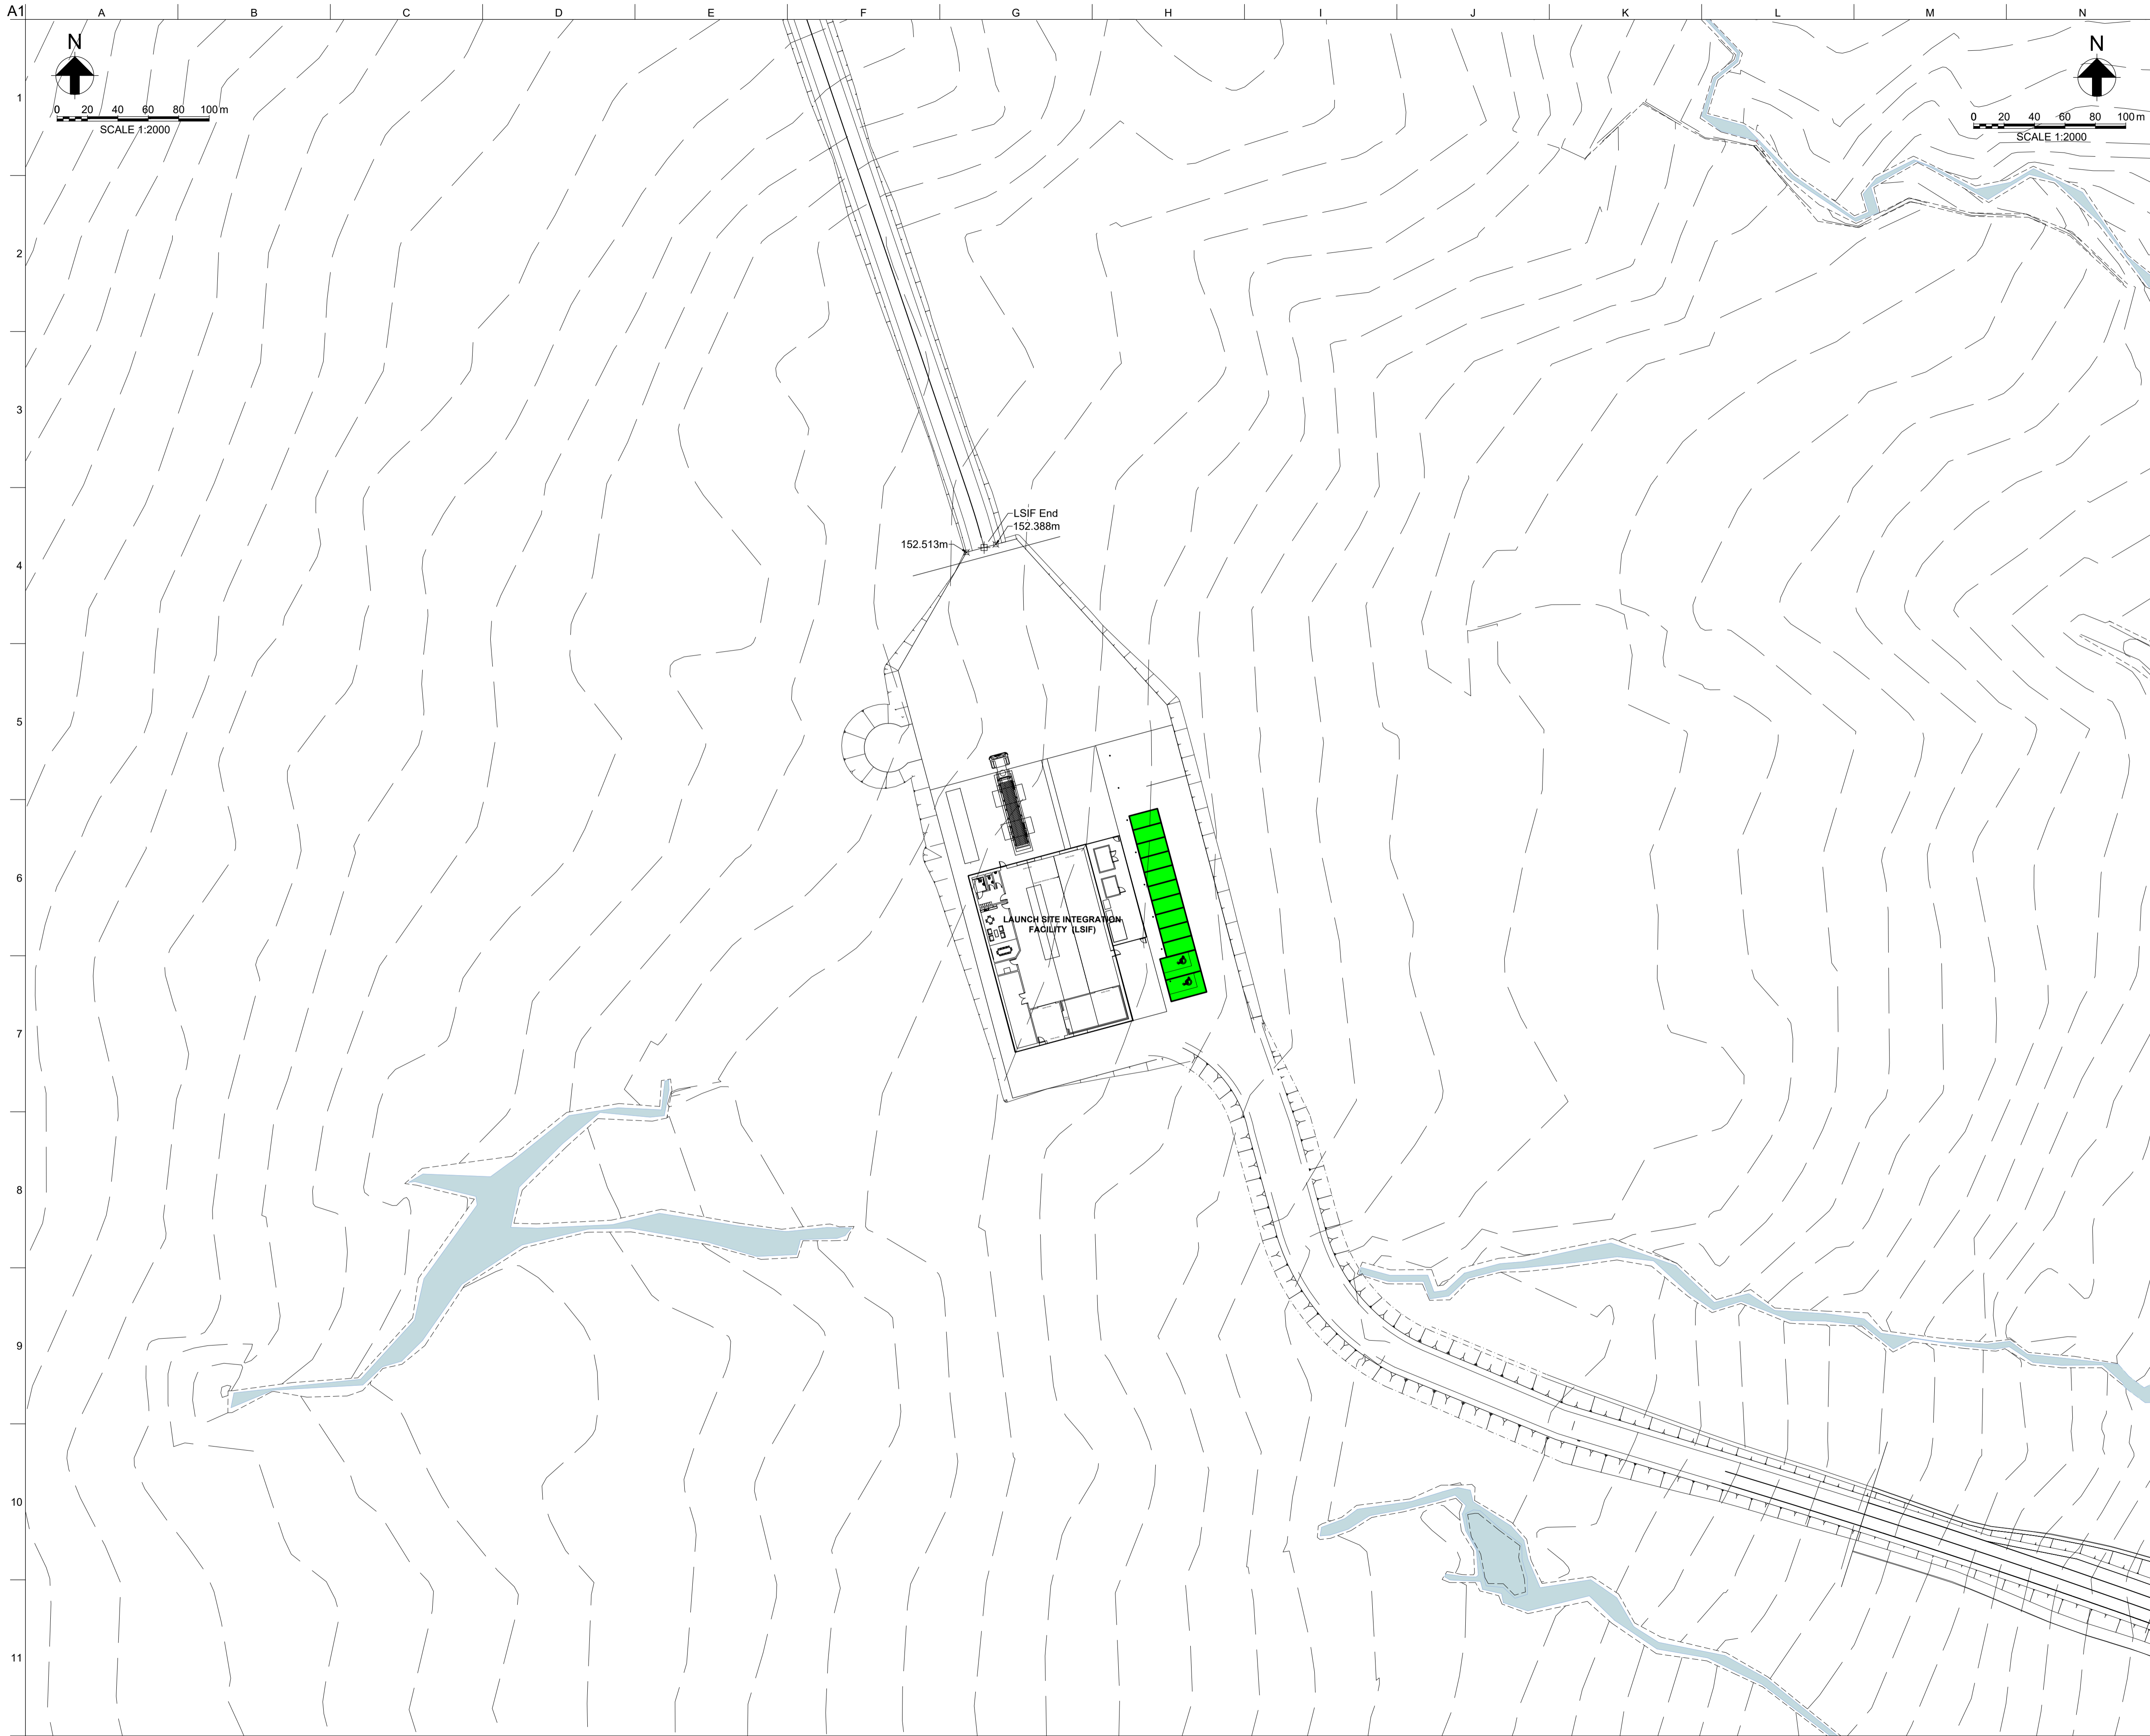 A1
A B C D E F G H I J K L M N
N
0 20 40 60 80 100 m
SCALE 1:2000
N
0 20 40 60 80 100 m
SCALE 1:2000
1
2
3
4
5
6
7
8
9
10
11
LSIF End
152.388m
152.513m
LAUNCH SITE INTEGRATION
FACILITY (LSIF)